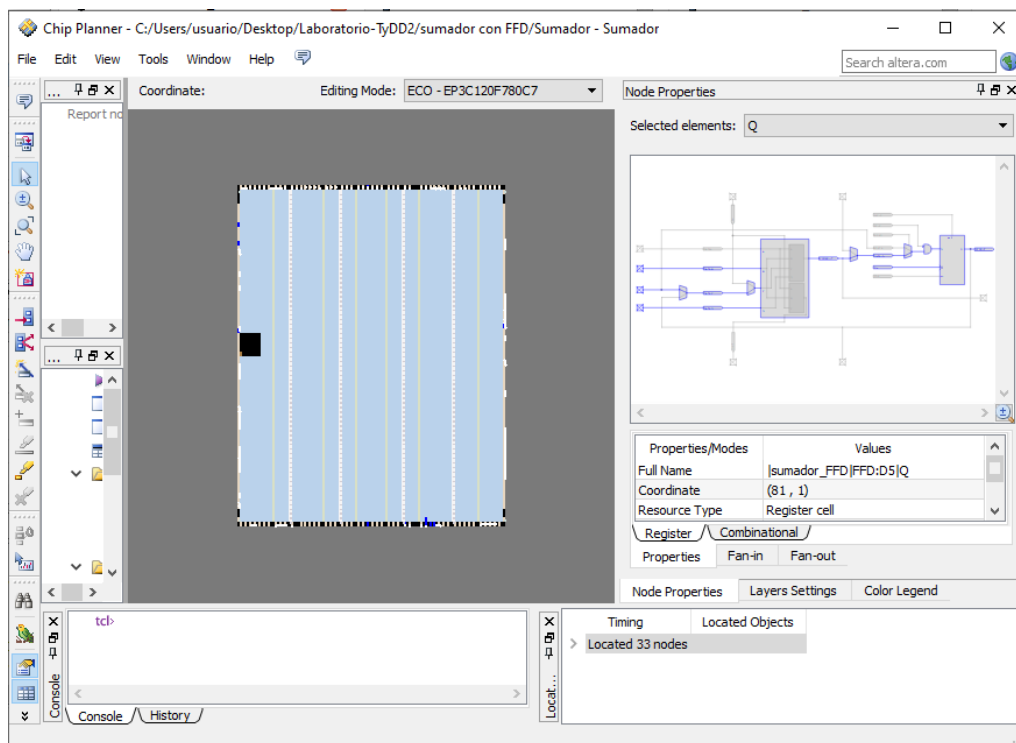 Chip Planner - C:/Users/usuario/Desktop/Laboratorio-TyDD2/sumador con FFD/Sumador - Sumador
File Edit View Tools Window Help
Search altera.com
...
Report no
Coordinate:
Editing Mode: ECO - EP3C120F780C7
Node Properties
Selected elements: Q
...
Properties/Modes Values
Full Name |sumador_FFD|FFD:D5|Q
Coordinate (81 , 1)
Resource Type Register cell
Register Combinational
Properties Fan-in Fan-out
Node Properties Layers Settings Color Legend
Console
tcl>
Console History
Locat...
Timing Located Objects
Located 33 nodes